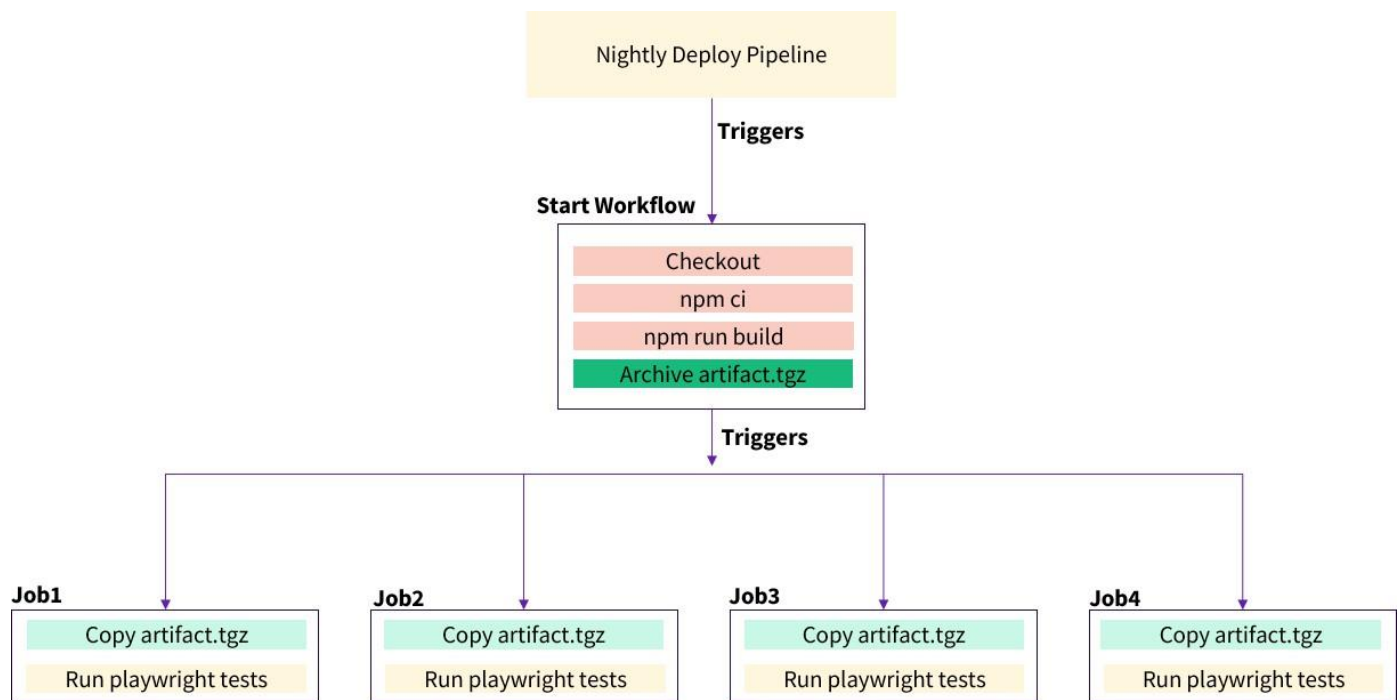 Nightly Deploy Pipeline
Triggers
Start Workflow
Checkout
npm ci
npm run build
Archive artifact.tgz
Triggers
Job1
Copy artifact.tgz
Run playwright tests
Job2
Copy artifact.tgz
Run playwright tests
Job3
Copy artifact.tgz
Run playwright tests
Job4
Copy artifact.tgz
Run playwright tests